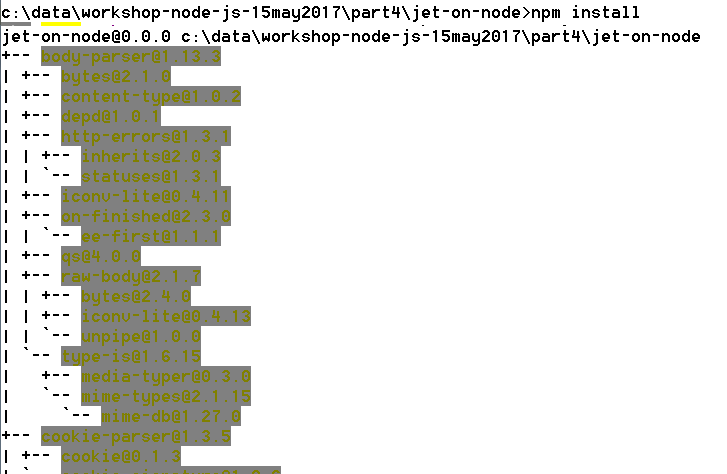 c:\data\workshop-node-js-15may2017\part4\jet-on-node>npm install
jet-on-node@0.0.0 c:\data\workshop-node-js-15may2017\part4\jet-on-node
+-- body-parser@1.13.3
| +-- bytes@2.1.0
| +-- content-type@1.0.2
| +-- depd@1.0.1
| +-- http-errors@1.3.1
| | +-- inherits@2.0.3
| | `-- statuses@1.3.1
| +-- iconv-lite@0.4.11
| +-- on-finished@2.3.0
| | `-- ee-first@1.1.1
| +-- qs@4.0.0
| +-- raw-body@2.1.7
| | +-- bytes@2.4.0
| | +-- iconv-lite@0.4.13
| | `-- unpipe@1.0.0
| `-- type-is@1.6.15
|   +-- media-typer@0.3.0
|   `-- mime-types@2.1.15
|     `-- mime-db@1.27.0
+-- cookie-parser@1.3.5
| +-- cookie@0.1.3